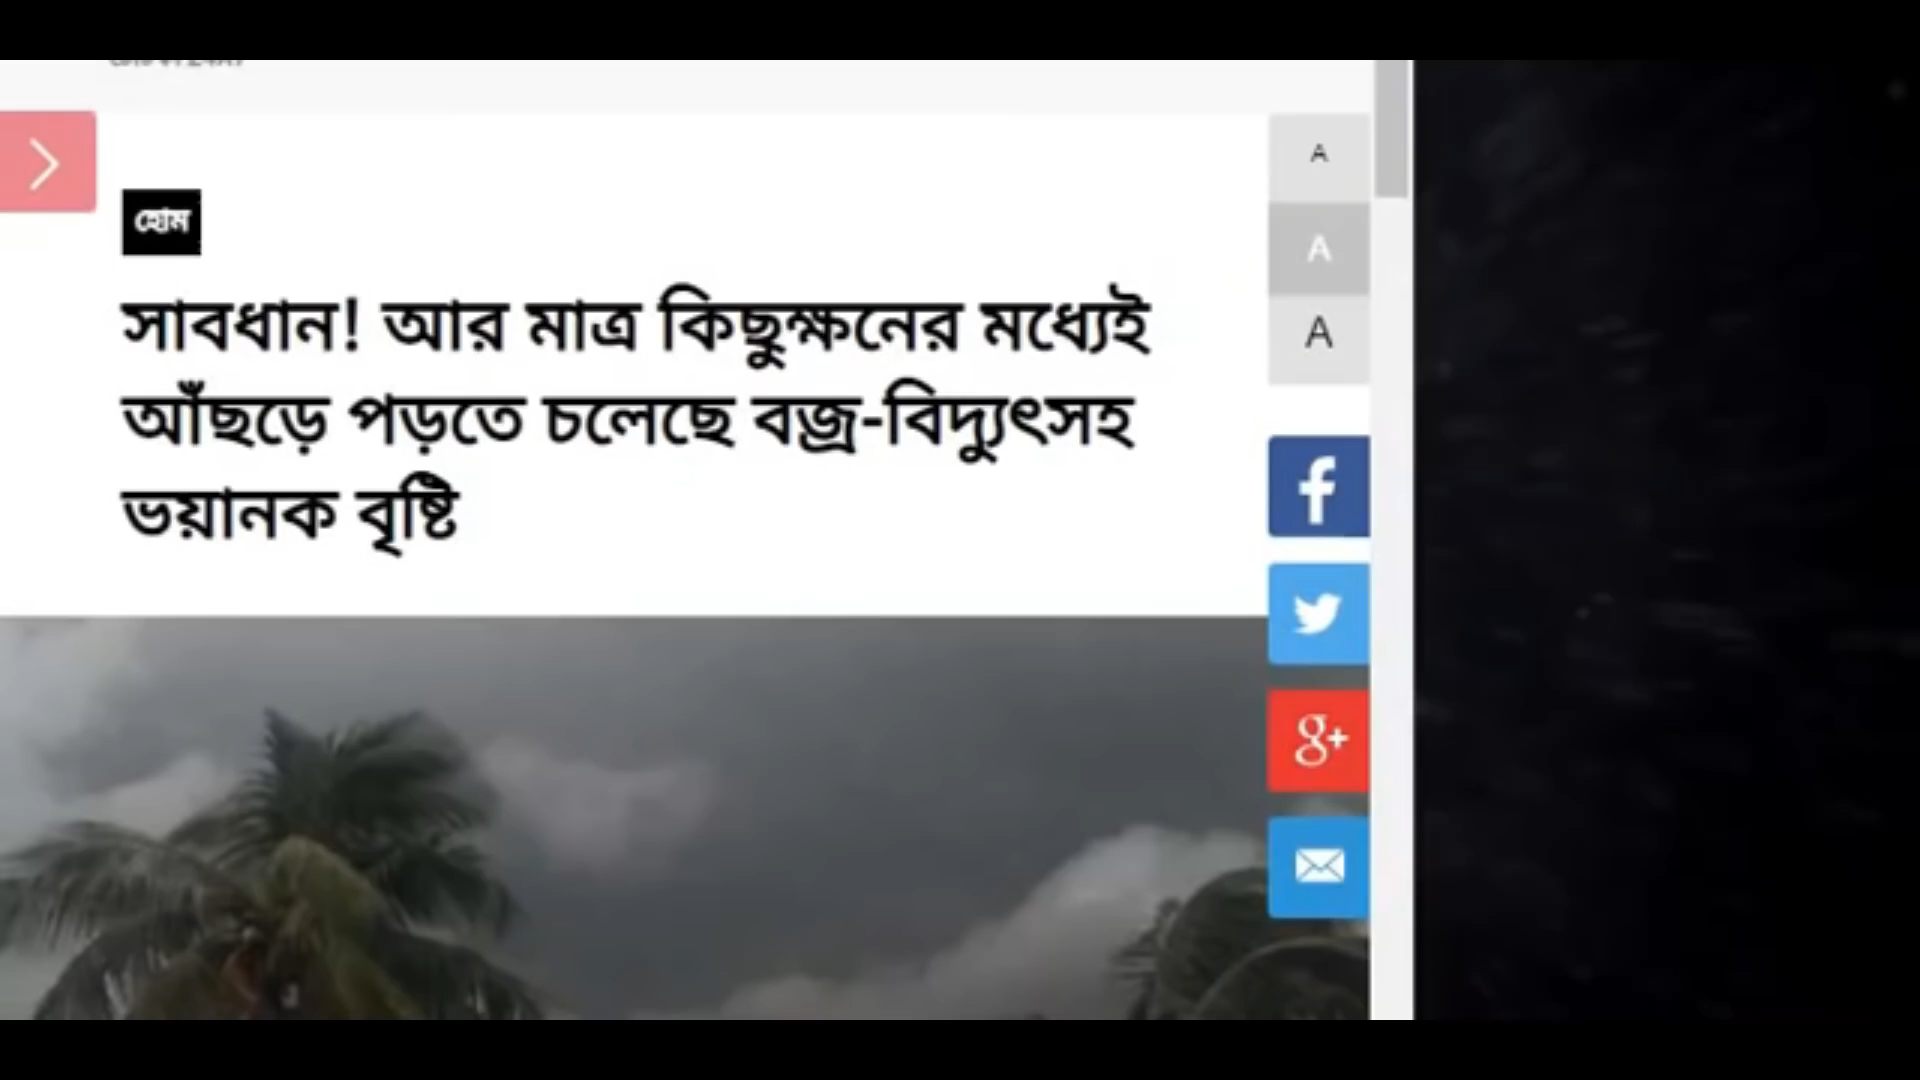 হোম
সাবধান! আর মাত্র কিছুক্ষনের মধ্যেই
আঁছড়ে পড়তে চলেছে বজ্র-বিদ্যুৎসহ
ভয়ানক বৃষ্টি
A
A
A
f
g+